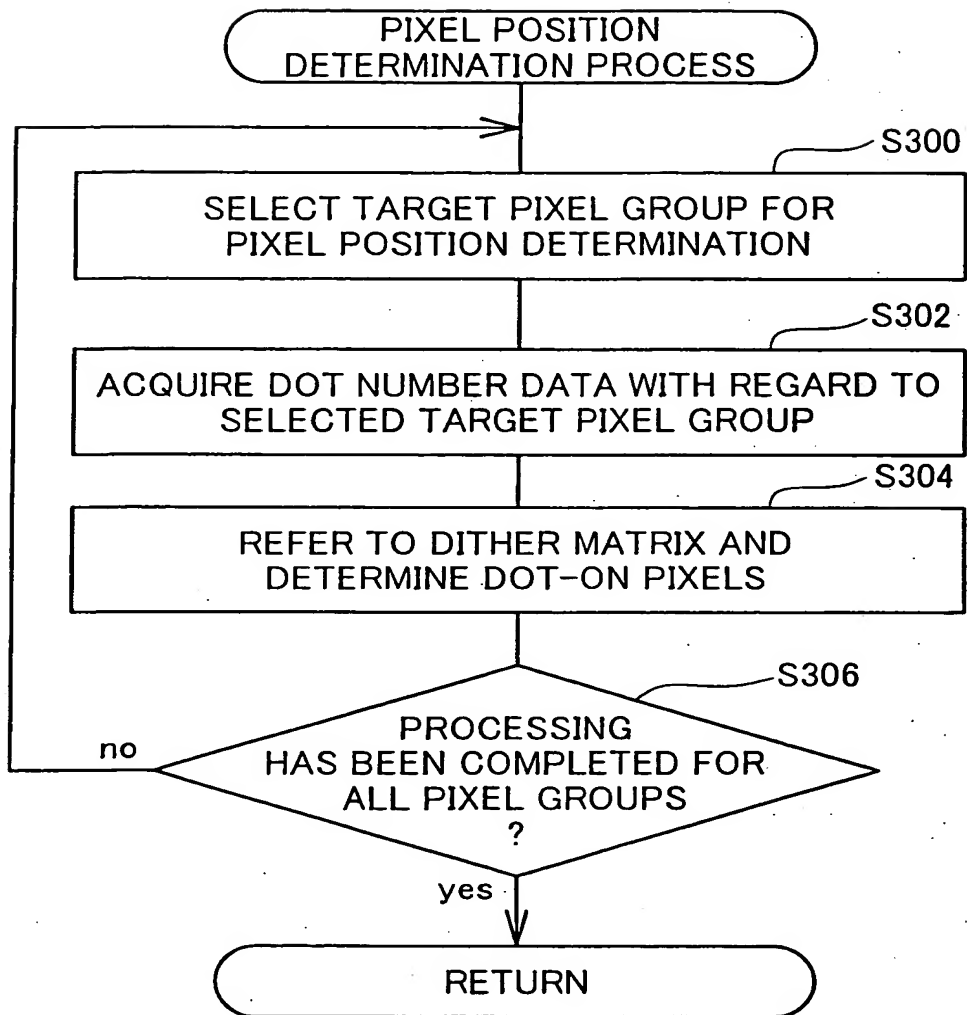 PIXEL POSITION
DETERMINATION PROCESS
S300
SELECT TARGET PIXEL GROUP FOR
PIXEL POSITION DETERMINATION
S302
ACQUIRE DOT NUMBER DATA WITH REGARD TO
SELECTED TARGET PIXEL GROUP
S304
REFER TO DITHER MATRIX AND
DETERMINE DOT-ON PIXELS
S306
PROCESSING
HAS BEEN COMPLETED FOR
ALL PIXEL GROUPS
?
no
yes
RETURN